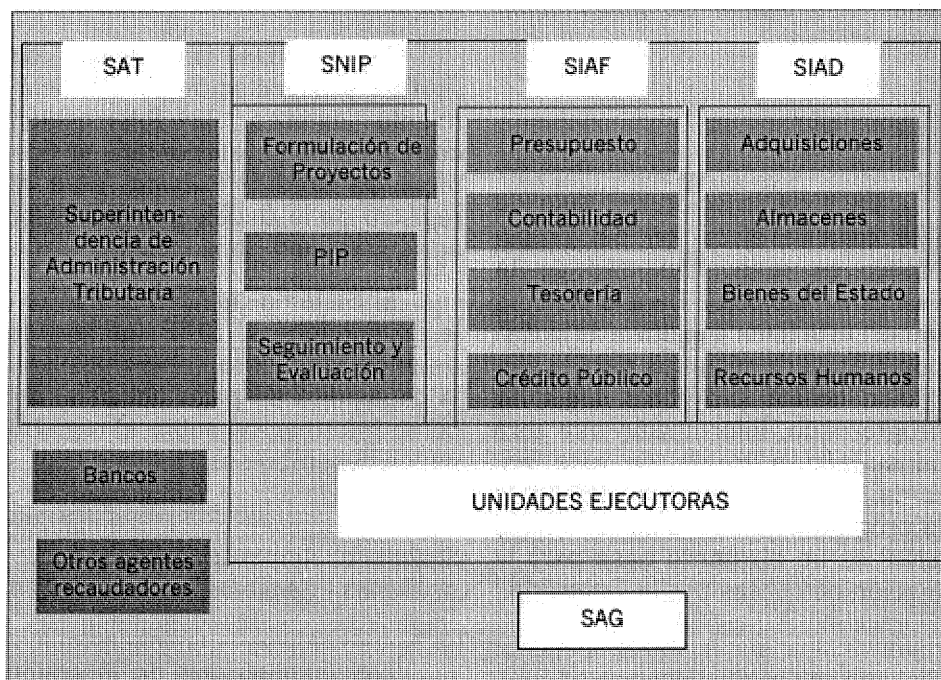 SAT
SNIP
SIAF
SIAD
Superinten-
dencia de
Administración
Tributaria
Formulación de
Proyectos
PIP
Seguimiento y
Evaluación
Presupuesto
Contabilidad
Tesorería
Crédito Público
Adquisiciones
Almacenes
Bienes del Estado
Recursos Humanos
Bancos
Otros agentes
recaudadores
UNIDADES EJECUTORAS
SAG